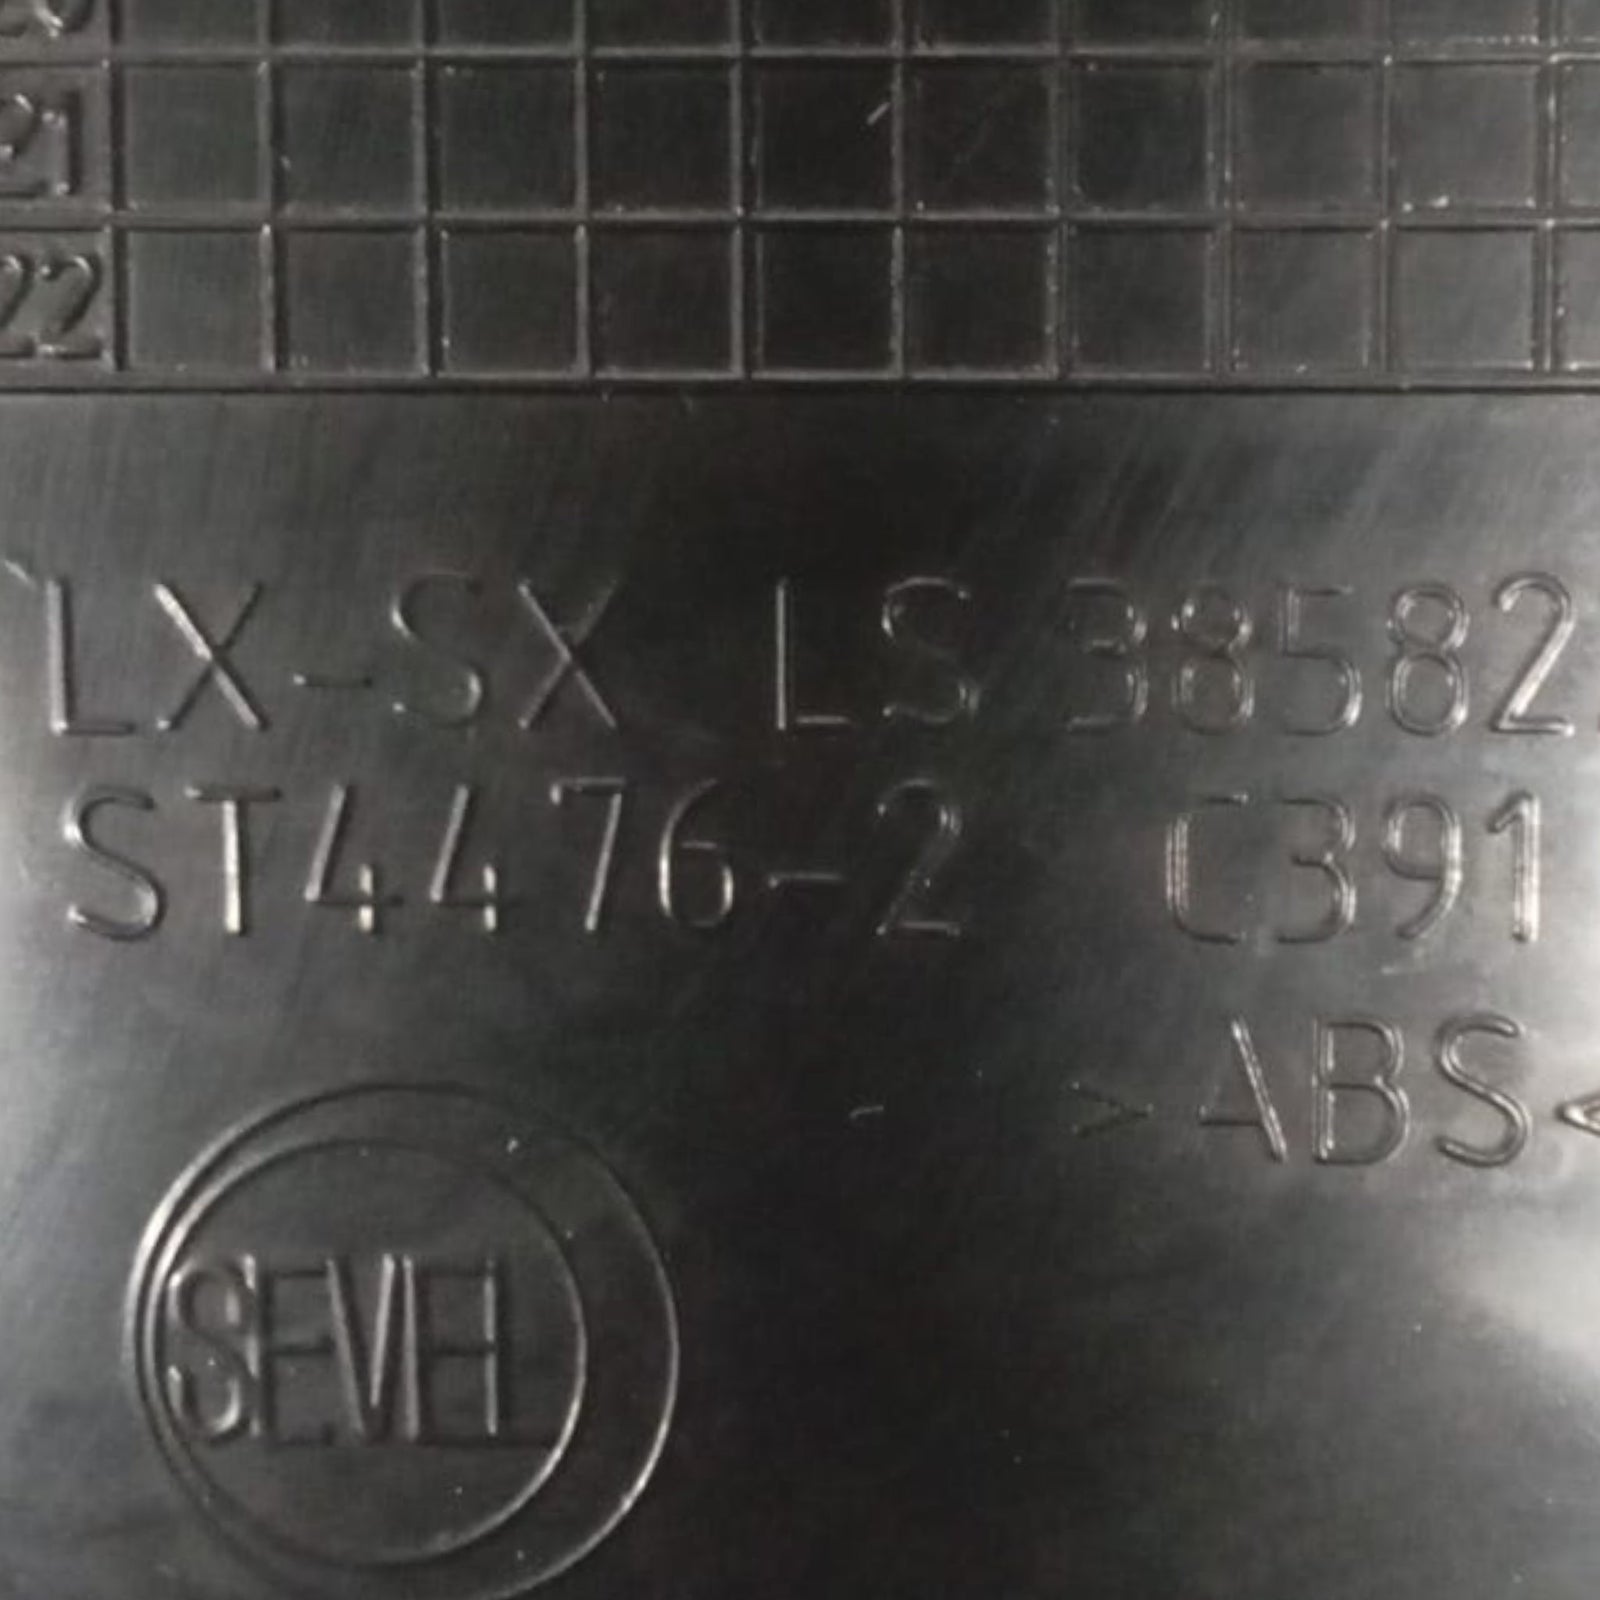 21
22
LX-SX LS 38582
ST4476-2 C391
>ABS<
SEVEL